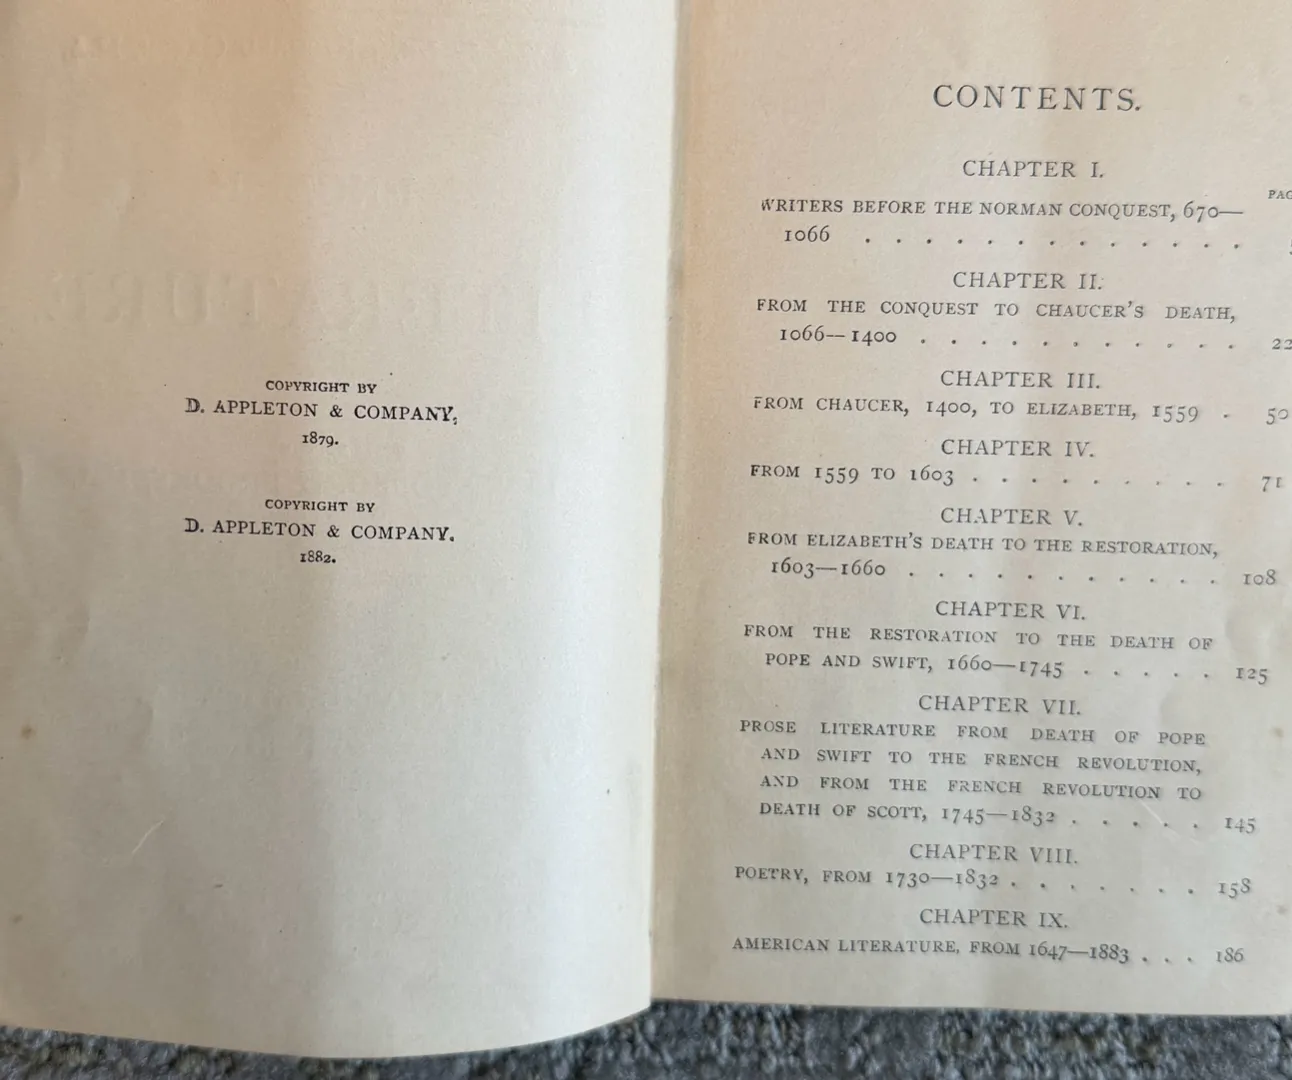 COPYRIGHT BY
D. APPLETON & COMPANY,
1879.
COPYRIGHT BY
D. APPLETON & COMPANY.
1882.
CONTENTS.
CHAPTER I.
WRITERS BEFORE THE NORMAN CONQUEST, 670—
1066 . . . . . . . . . . . . .
CHAPTER II.
FROM THE CONQUEST TO CHAUCER'S DEATH,
1066—1400 . . . . . . . . . . . 22
CHAPTER III.
FROM CHAUCER, 1400, TO ELIZABETH, 1559 . 50
CHAPTER IV.
FROM 1559 TO 1603 . . . . . . . . . 71
CHAPTER V.
FROM ELIZABETH'S DEATH TO THE RESTORATION,
1603—1660 . . . . . . . . . . . 108
CHAPTER VI.
FROM THE RESTORATION TO THE DEATH OF
POPE AND SWIFT, 1660—1745 . . . . . 125
CHAPTER VII.
PROSE LITERATURE FROM DEATH OF POPE
AND SWIFT TO THE FRENCH REVOLUTION,
AND FROM THE FRENCH REVOLUTION TO
DEATH OF SCOTT, 1745—1832 . . . . . 145
CHAPTER VIII.
POETRY, FROM 1730—1832 . . . . . . . 158
CHAPTER IX.
AMERICAN LITERATURE, FROM 1647—1883 . . . 186